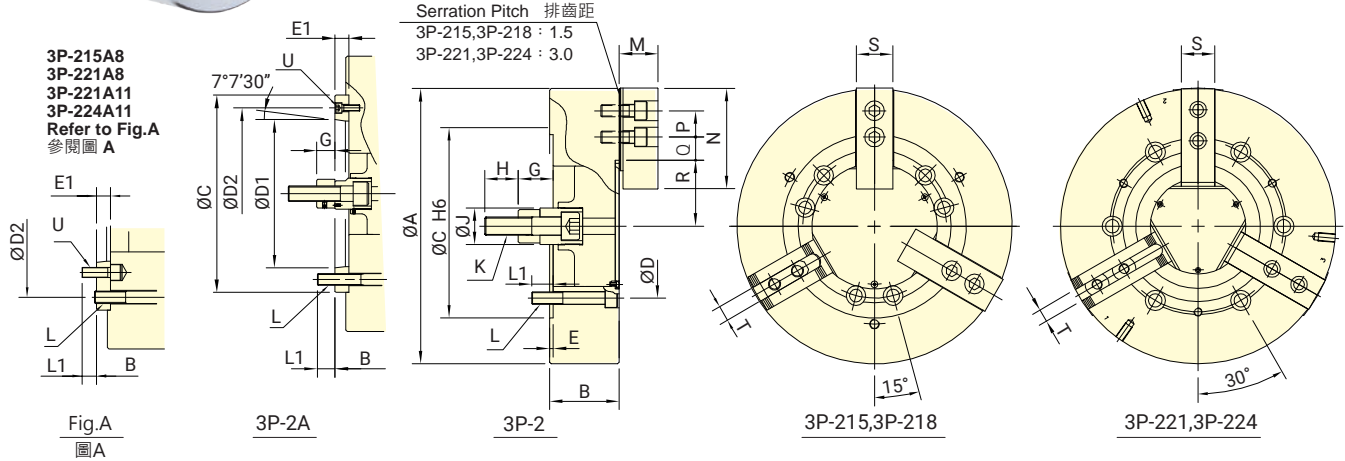 Serration Pitch 排齒距
3P-215,3P-218：1.5
3P-221,3P-224：3.0
3P-215A8
3P-221A8
3P-221A11
3P-224A11
Refer to Fig.A
參閱圖 A
E1
U
ØD2
L
L1
B
Fig.A
圖A
E1
U
7°7'30”
G
ØC
ØD2
ØD1
L
L1
B
3P-2A
M
N
P
Q
R
H
G
ØA
ØC H6
ØJ
K
L1
ØD
L
E
B
3P-2
S
T
15°
3P-215,3P-218
S
2
3
1
T
30°
3P-221,3P-224